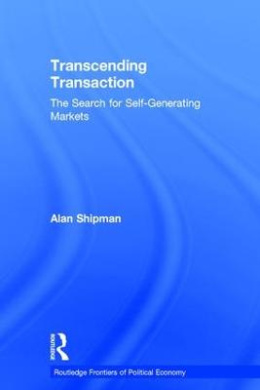 Transcending
Transaction
The Search for Self-Generating
Markets
Alan Shipman
ROUTLEDGE
Routledge Frontiers of Political Economy